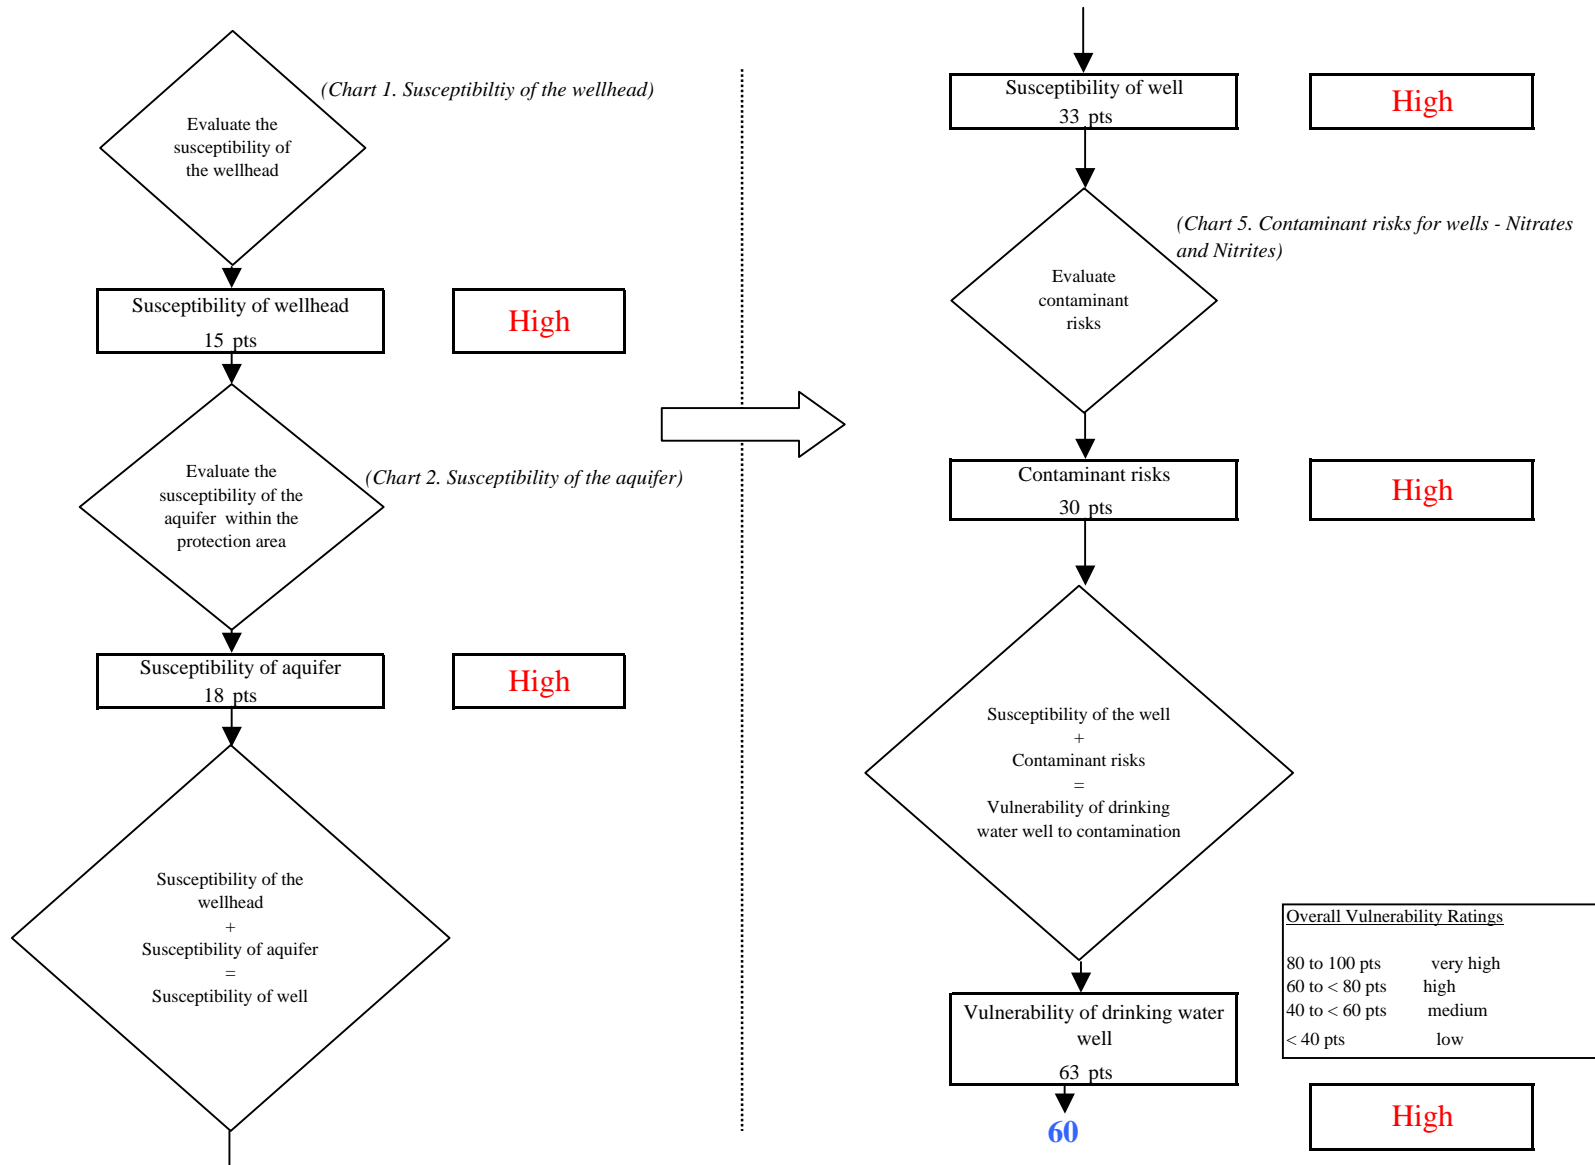 (Chart 1. Susceptibiltiy of the wellhead)
Evaluate the
susceptibility of
the wellhead
Susceptibility of wellhead
15 pts
High
Evaluate the
susceptibility of the
aquifer within the
protection area
(Chart 2. Susceptibility of the aquifer)
Susceptibility of aquifer
18 pts
High
Susceptibility of the
wellhead
+
Susceptibility of aquifer
=
Susceptibility of well
Susceptibility of well
33 pts
High
(Chart 5. Contaminant risks for wells - Nitrates
and Nitrites)
Evaluate
contaminant
risks
Contaminant risks
30 pts
High
Susceptibility of the well
+
Contaminant risks
=
Vulnerability of drinking
water well to contamination
Vulnerability of drinking water
well
63 pts
60
Overall Vulnerability Ratings
80 to 100 pts very high
60 to < 80 pts high
40 to < 60 pts medium
< 40 pts low
High